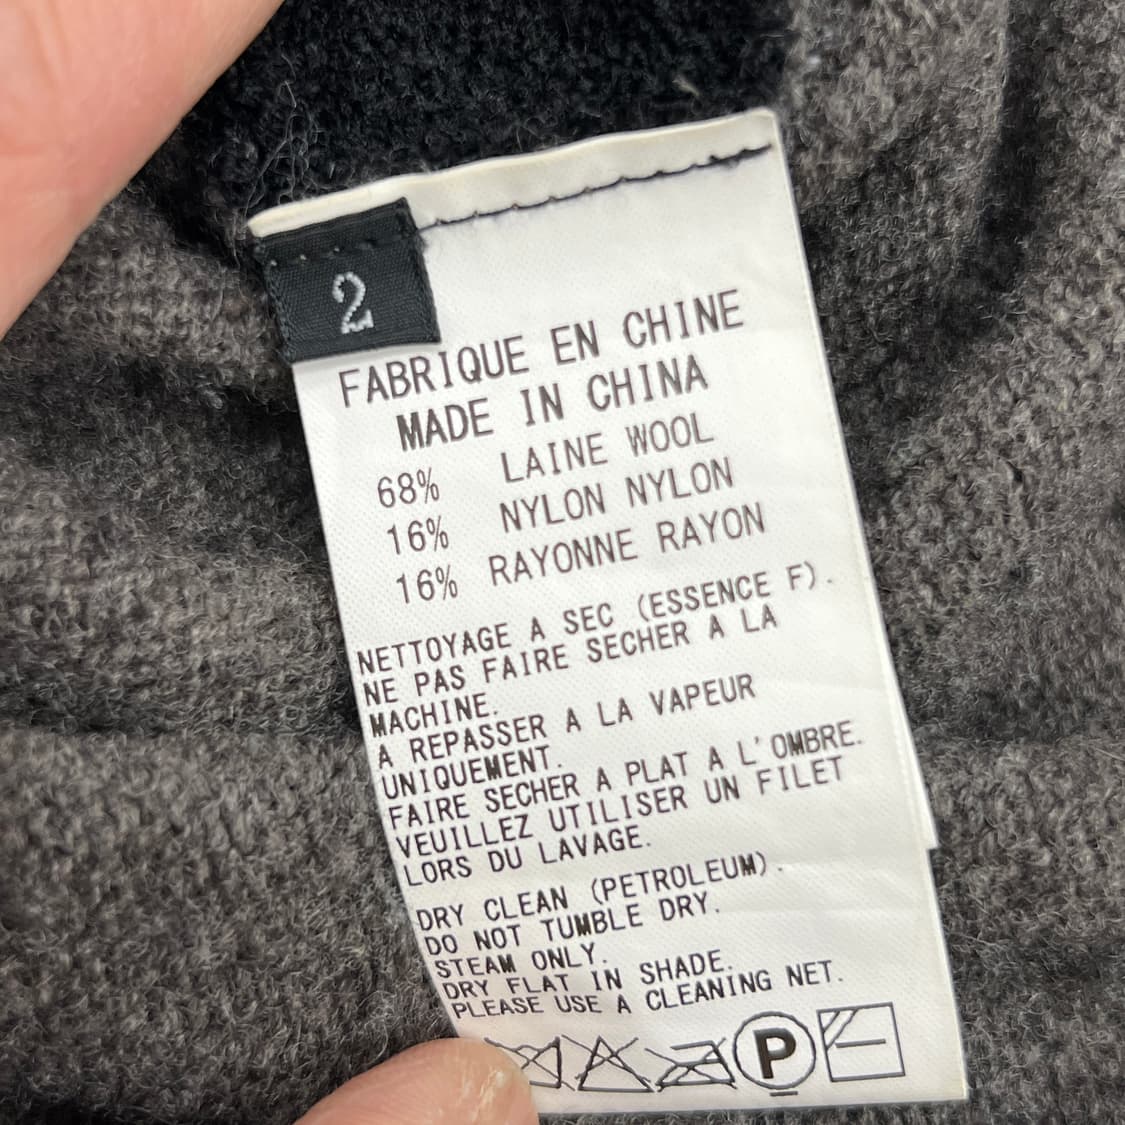 2
FABRIQUE EN CHINE
MADE IN CHINA
68% LAINE WOOL
16% NYLON NYLON
16% RAYONNE RAYON
NETTOYAGE A SEC (ESSENCE F).
NE PAS FAIRE SECHER A LA
MACHINE.
A REPASSER A LA VAPEUR
UNIQUEMENT.
FAIRE SECHER A PLAT A L'OMBRE.
VEUILLEZ UTILISER UN FILET
LORS DU LAVAGE.
DRY CLEAN (PETROLEUM).
DO NOT TUMBLE DRY.
STEAM ONLY.
DRY FLAT IN SHADE.
PLEASE USE A CLEANING NET.
P